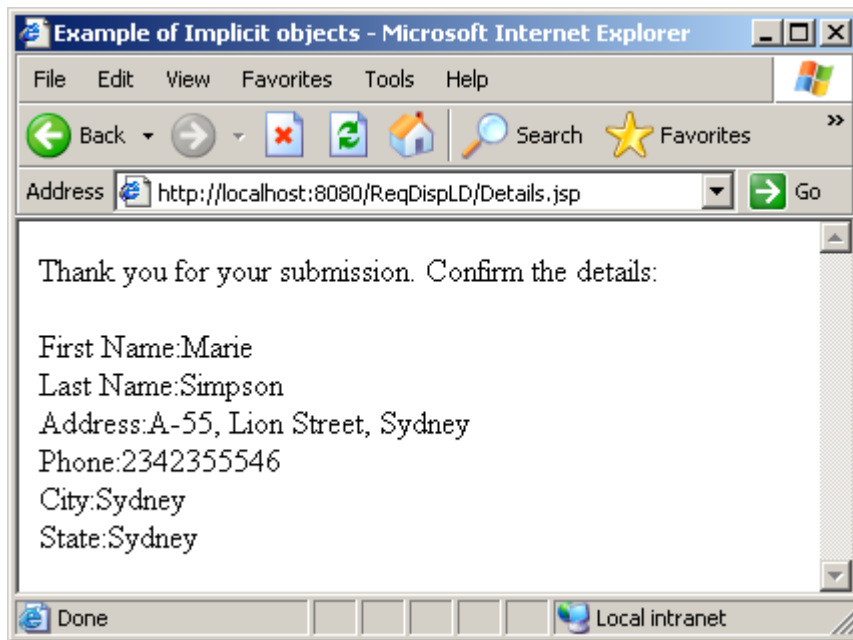 Example of Implicit objects - Microsoft Internet Explorer
File Edit View Favorites Tools Help
Back Search Favorites »
Address http://localhost:8080/ReqDispLD/Details.jsp Go
Thank you for your submission. Confirm the details:
First Name:Marie
Last Name:Simpson
Address:A-55, Lion Street, Sydney
Phone:2342355546
City:Sydney
State:Sydney
Done Local intranet